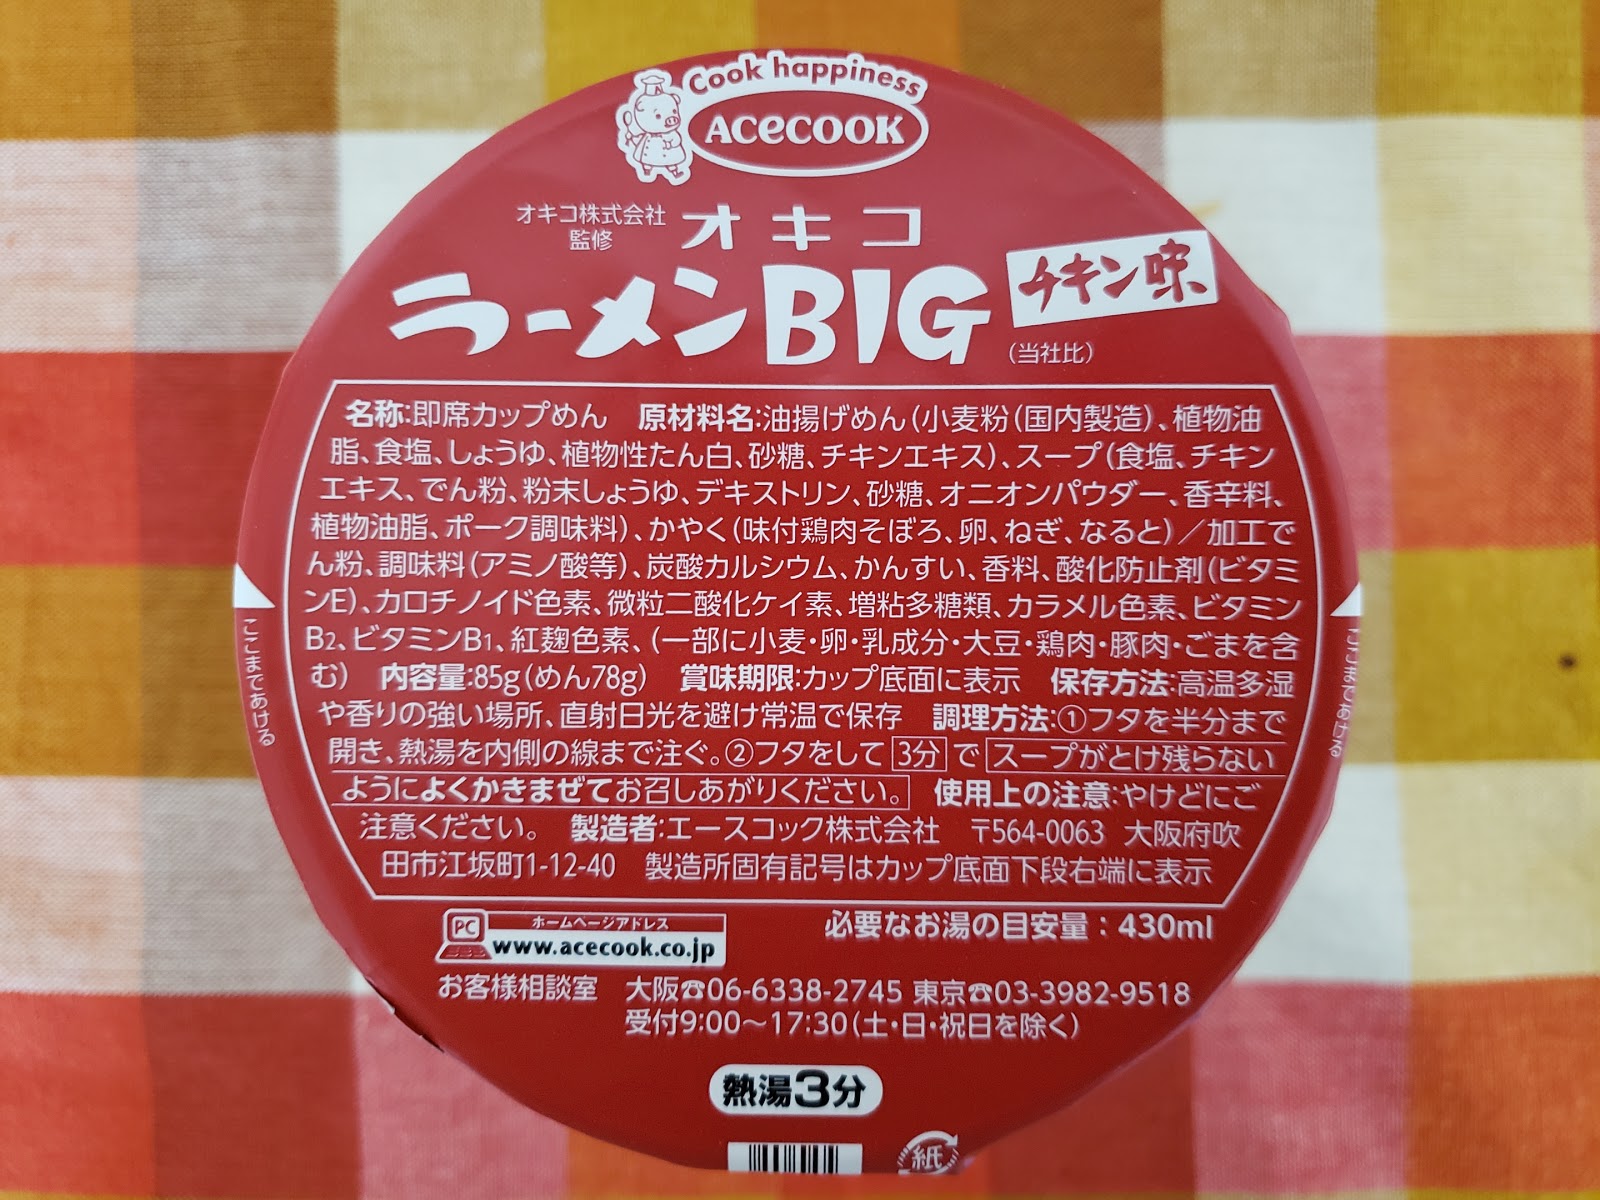 Cook happiness
ACECOOK
オキコ株式会社
監修
オキコ
ラーメンBIG
チキン味
(当社比)
名称:即席カップめん 原材料名:油揚げめん(小麦粉(国内製造)、植物油
脂、食塩、しょうゆ、植物性たん白、砂糖、チキンエキス)、スープ(食塩、チキン
エキス、でん粉、粉末しょうゆ、デキストリン、砂糖、オニオンパウダー、香辛料、
植物油脂、ポーク調味料)、かやく(味付鶏肉そぼろ、卵、ねぎ、なると)/加工で
ん粉、調味料(アミノ酸等)、炭酸カルシウム、かんすい、香料、酸化防止剤(ビタミ
ンE)、カロチノイド色素、微粒二酸化ケイ素、増粘多糖類、カラメル色素、ビタミン
B2、ビタミンB1、紅麹色素、(一部に小麦・卵・乳成分・大豆・鶏肉・豚肉・ごまを含
む) 内容量:85g(めん78g) 賞味期限:カップ底面に表示 保存方法:高温多湿
や香りの強い場所、直射日光を避け常温で保存 調理方法:①フタを半分まで
開き、熱湯を内側の線まで注ぐ。②フタをして3分でスープがとけ残らない
ようによくかきまぜてお召しあがりください。 使用上の注意:やけどにご
注意ください。 製造者:エースコック株式会社 〒564-0063 大阪府吹
田市江坂町1-12-40 製造所固有記号はカップ底面下段右端に表示
ここまであける
ここまであける
PC
ホームページアドレス
www.acecook.co.jp
必要なお湯の目安量:430ml
お客様相談室 大阪☎06-6338-2745 東京☎03-3982-9518
受付9:00〜17:30(土・日・祝日を除く)
熱湯3分
紙